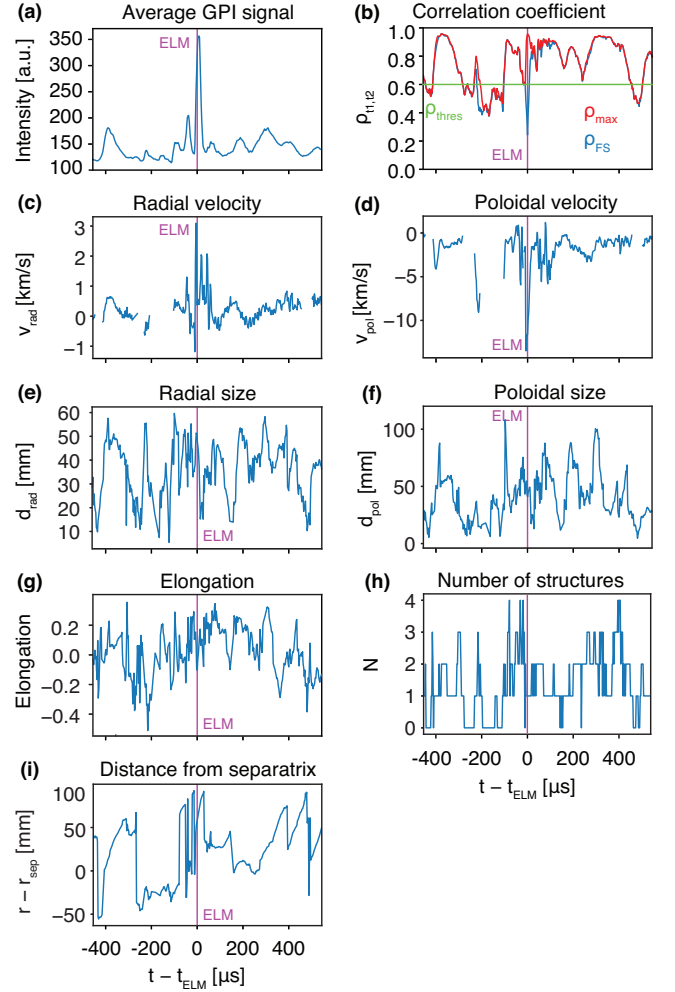 (a) Average GPI signal
350
300
250
200
150
100
Intensity [a.u.]
ELM
(b) Correlation coefficient
1.0
0.8
0.6
0.4
0.2
0.0
ρt1,t2
ρthres
ρmax
ρFS
ELM
(c) Radial velocity
3
2
1
0
−1
vrad [km/s]
ELM
(d) Poloidal velocity
0
−5
−10
vpol [km/s]
ELM
(e) Radial size
60
50
40
30
20
10
drad [mm]
ELM
(f) Poloidal size
100
50
0
dpol [mm]
ELM
(g) Elongation
0.2
0.0
−0.2
−0.4
Elongation
ELM
(h) Number of structures
4
3
2
1
0
N
-400 -200 0 200 400
t − tELM [μs]
(i) Distance from separatrix
100
50
0
−50
r − rsep [mm]
ELM
-400 -200 0 200 400
t − tELM [μs]